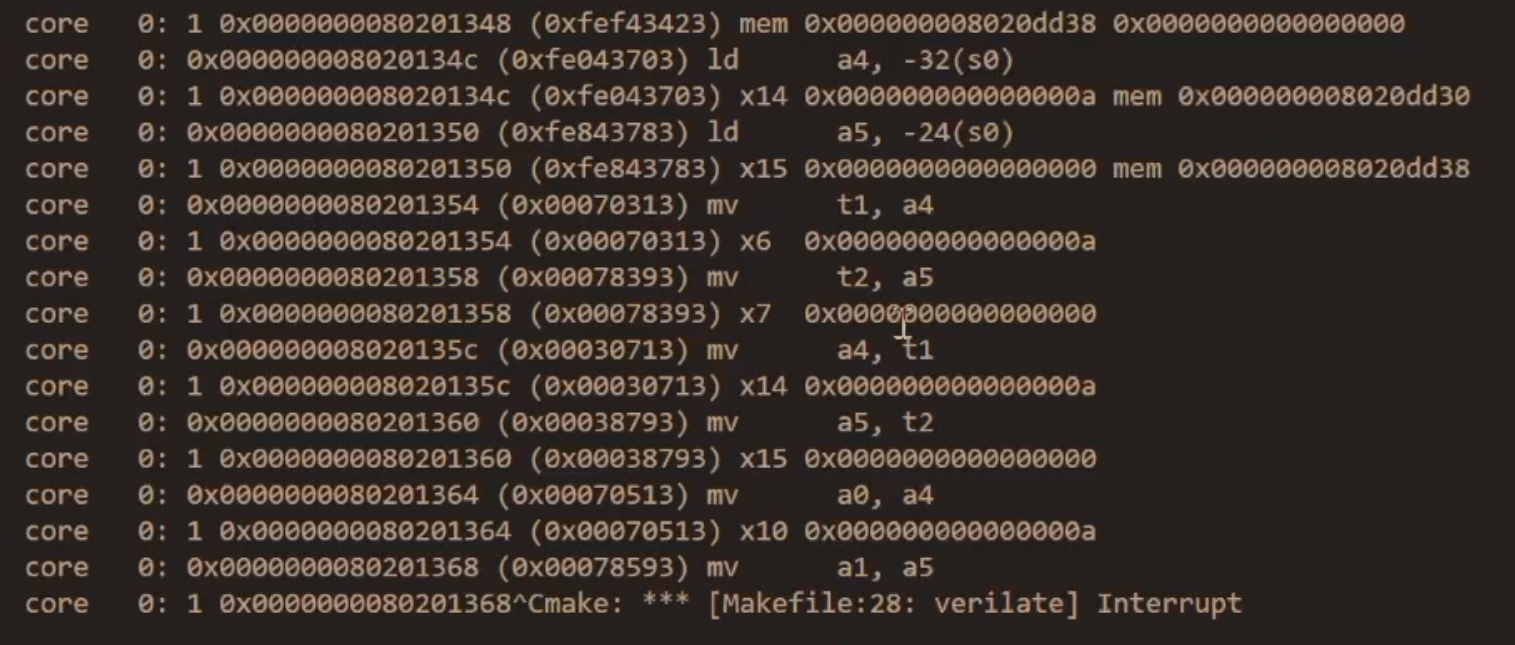 core   0: 1 0x0000000080201348 (0xfef43423) mem 0x000000008020dd38 0x0000000000000000
core   0: 0x000000008020134c (0xfe043703) ld      a4, -32(s0)
core   0: 1 0x000000008020134c (0xfe043703) x14 0x000000000000000a mem 0x000000008020dd30
core   0: 0x0000000080201350 (0xfe843783) ld      a5, -24(s0)
core   0: 1 0x0000000080201350 (0xfe843783) x15 0x0000000000000000 mem 0x000000008020dd38
core   0: 0x0000000080201354 (0x00070313) mv      t1, a4
core   0: 1 0x0000000080201354 (0x00070313) x6  0x000000000000000a
core   0: 0x0000000080201358 (0x00078393) mv      t2, a5
core   0: 1 0x0000000080201358 (0x00078393) x7  0x0000000000000000
core   0: 0x000000008020135c (0x00030713) mv      a4, t1
core   0: 1 0x000000008020135c (0x00030713) x14 0x000000000000000a
core   0: 0x0000000080201360 (0x00038793) mv      a5, t2
core   0: 1 0x0000000080201360 (0x00038793) x15 0x0000000000000000
core   0: 0x0000000080201364 (0x00070513) mv      a0, a4
core   0: 1 0x0000000080201364 (0x00070513) x10 0x000000000000000a
core   0: 0x0000000080201368 (0x00078593) mv      a1, a5
core   0: 1 0x0000000080201368^Cmake: *** [Makefile:28: verilate] Interrupt